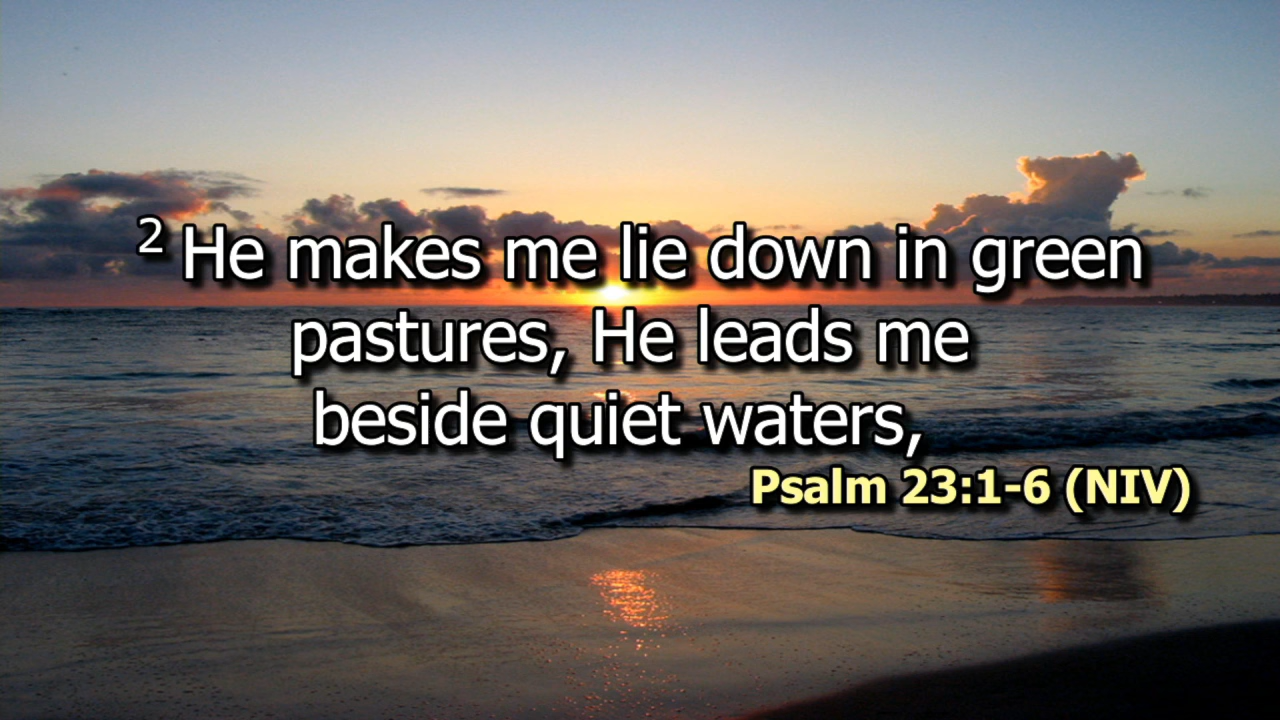 2 He makes me lie down in green
pastures, He leads me
beside quiet waters,
Psalm 23:1-6 (NIV)